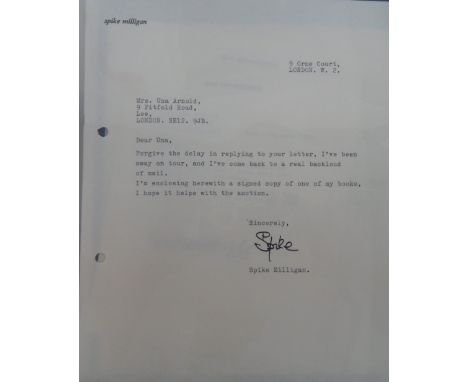 spike milligan
9 Orme Court,
LONDON. W. 2.
Mrs. Una Arnold,
9 Pitfold Road,
Lee,
LONDON. SE12. 9JB.
Dear Una,
Forgive the delay in replying to your letter, I've been
away on tour, and I've come back to a real backlog
of mail.
I'm enclosing herewith a signed copy of one of my books,
I hope it helps with the auction.
Sincerely,
Spike
Spike Milligan.